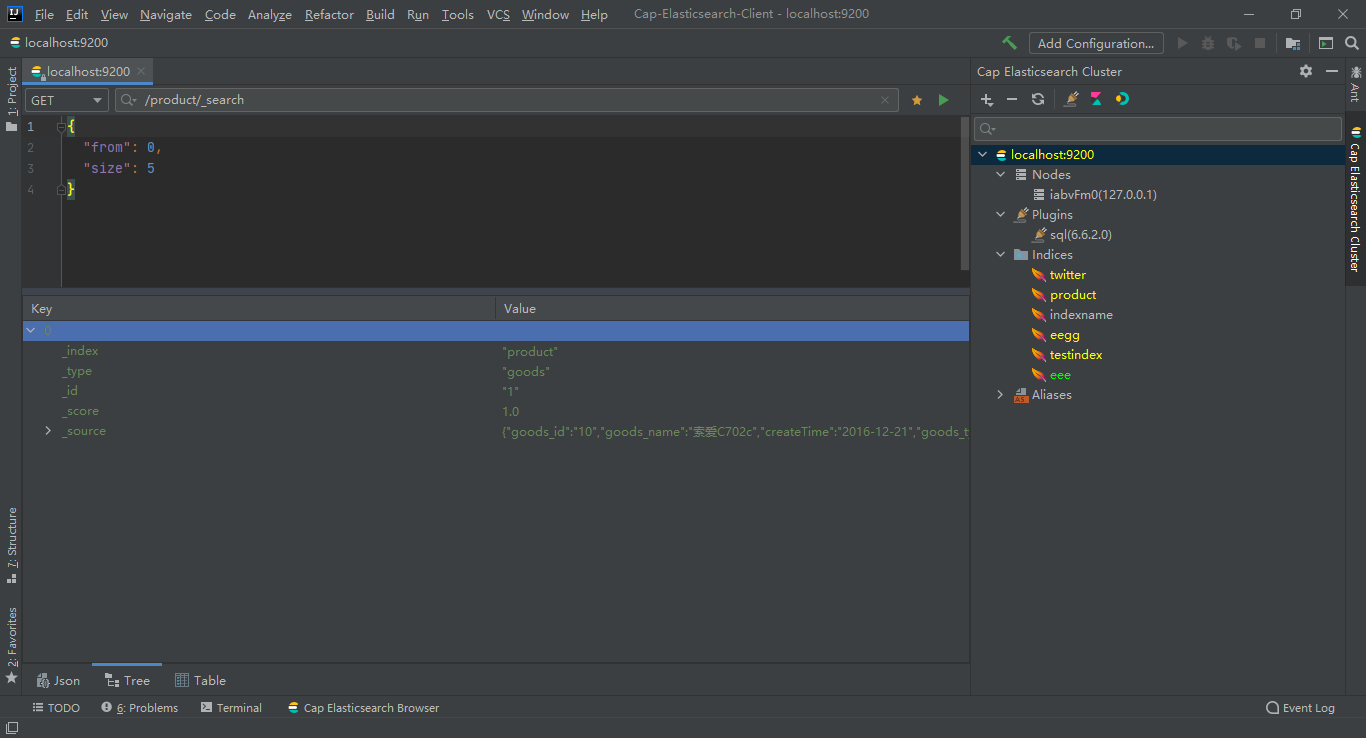 File Edit View Navigate Code Analyze Refactor Build Run Tools VCS Window Help Cap-Elasticsearch-Client - localhost:9200
localhost:9200
Add Configuration...
1: Project
localhost:9200
GET
/product/_search
1 {
2 "from": 0,
3 "size": 5
4 }
Key Value
0
_index "product"
_type "goods"
_id "1"
_score 1.0
_source {"goods_id":"10","goods_name":"索爱C702c","createTime":"2016-12-21","goods_ty
Json Tree Table
Cap Elasticsearch Cluster
localhost:9200
Nodes
iabvFm0(127.0.0.1)
Plugins
sql(6.6.2.0)
Indices
twitter
product
indexname
eegg
testindex
eee
AS
Aliases
Ant
Cap Elasticsearch Cluster
7: Structure
2: Favorites
TODO 6: Problems Terminal Cap Elasticsearch Browser Event Log